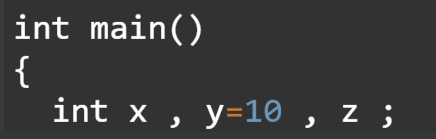 int main()
{
int x , y=10 , z ;